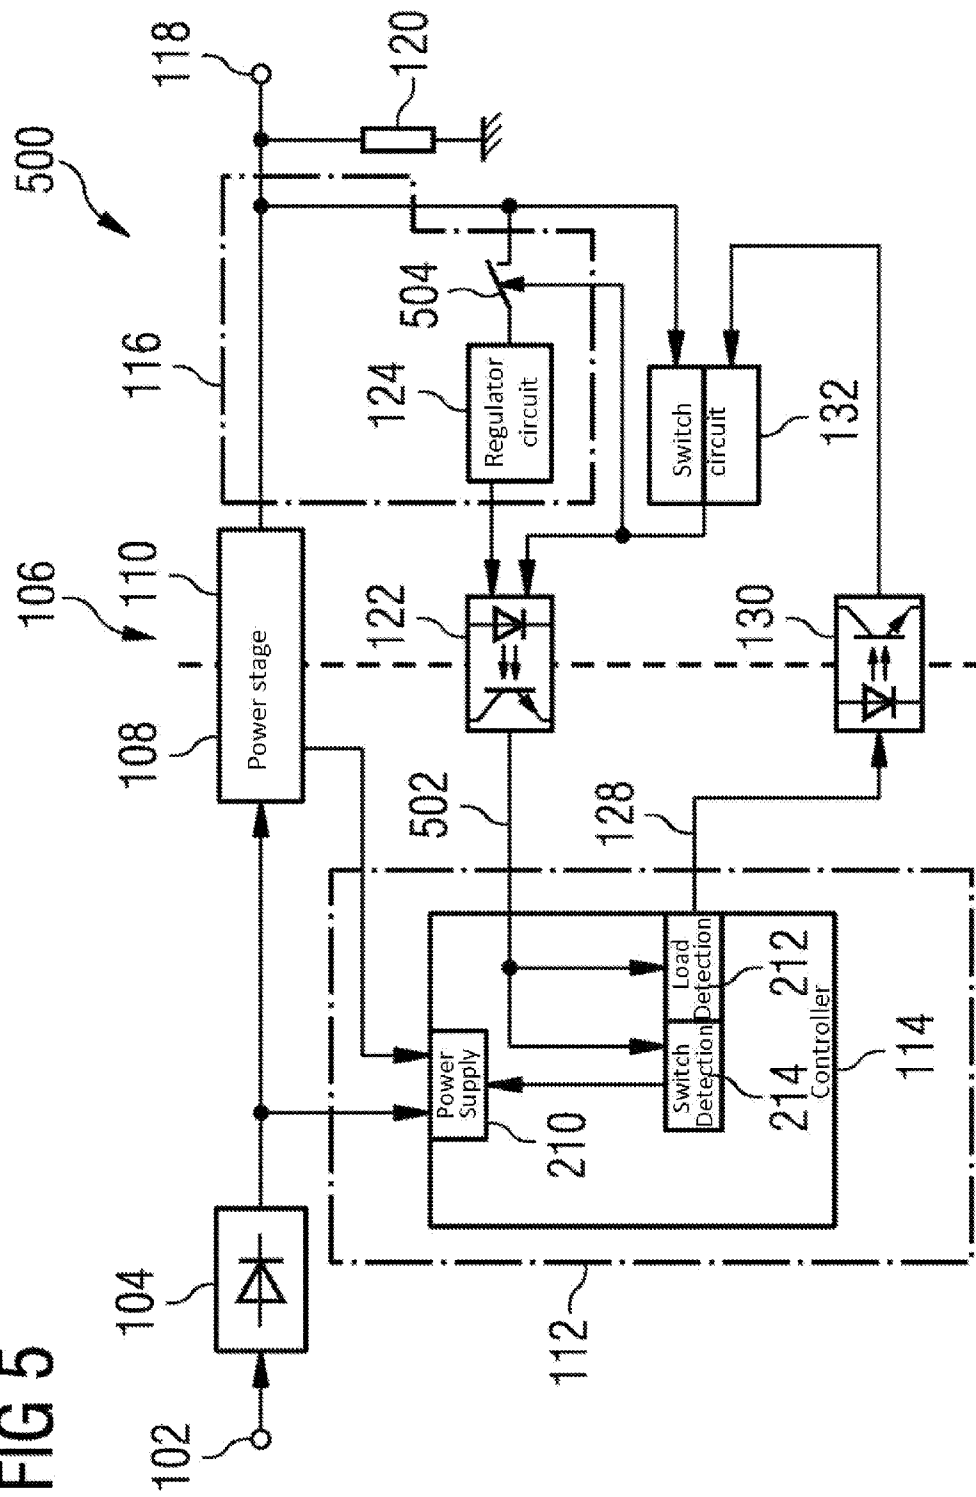 FIG 5
500
118
120
116
504
124
Regulator
circuit
Switch
circuit
132
106
110
108
Power stage
122
130
502
128
Load
Detection
212
Switch
Detection
214
Controller
114
Power
Supply
210
104
112
102